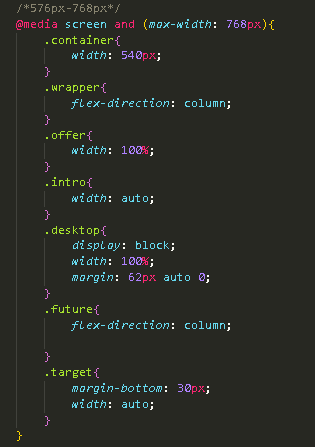 /*576px-768px*/
@media screen and (max-width: 768px){
    .container{
        width: 540px;
    }
    .wrapper{
        flex-direction: column;
    }
    .offer{
        width: 100%;
    }
    .intro{
        width: auto;
    }
    .desktop{
        display: block;
        width: 100%;
        margin: 62px auto 0;
    }
    .future{
        flex-direction: column;

    }
    .target{
        margin-bottom: 30px;
        width: auto;
    }
}